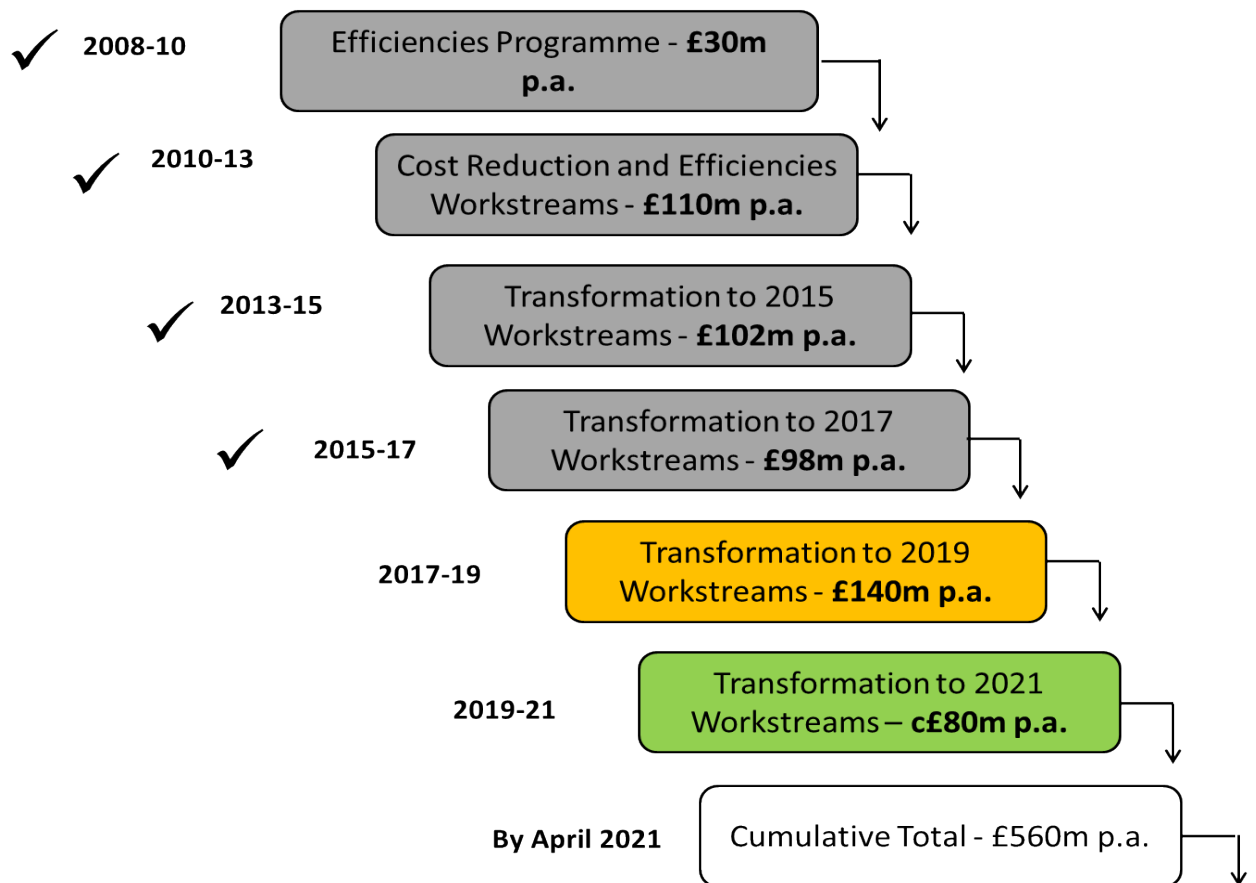 2008-10
Efficiencies Programme - £30m
p.a.
2010-13
Cost Reduction and Efficiencies
Workstreams - £110m p.a.
2013-15
Transformation to 2015
Workstreams - £102m p.a.
2015-17
Transformation to 2017
Workstreams - £98m p.a.
2017-19
Transformation to 2019
Workstreams - £140m p.a.
2019-21
Transformation to 2021
Workstreams – c£80m p.a.
By April 2021
Cumulative Total - £560m p.a.